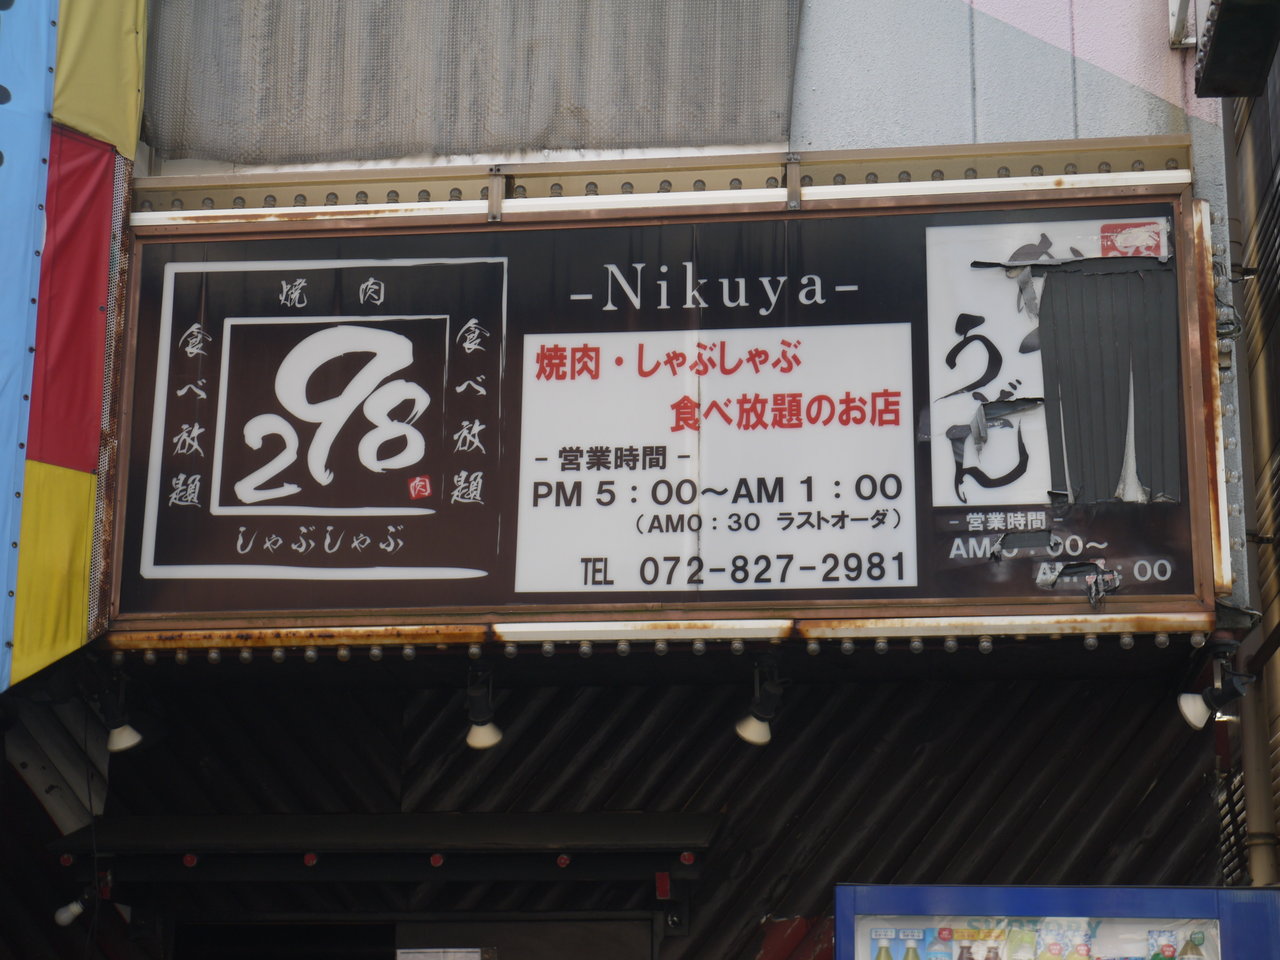 焼肉
食べ放題
298
肉
食べ放題
しゃぶしゃぶ
-Nikuya-
焼肉・しゃぶしゃぶ
食べ放題のお店
-営業時間-
PM 5：00～AM 1：00
（AM0：30 ラストオーダ）
TEL 072-827-2981
うどん
-営業時間-
：00～
：00
SUNTORY